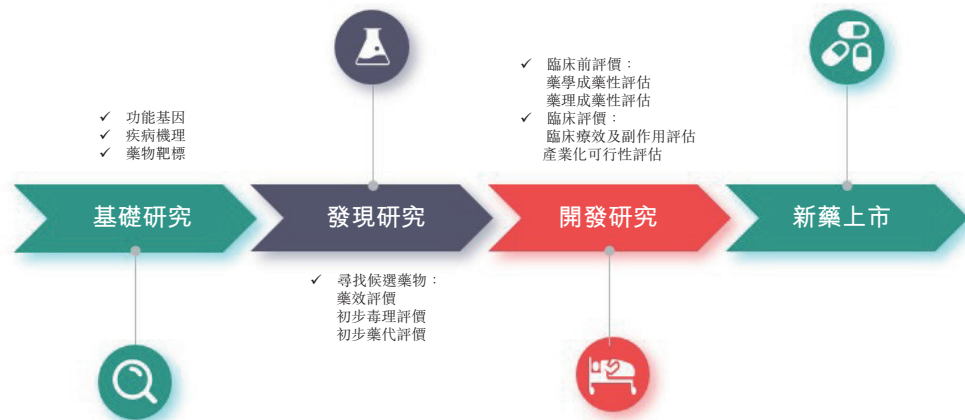 ✓ 功能基因
✓ 疾病機理
✓ 藥物靶標
基礎研究
發現研究
✓ 尋找候選藥物：
藥效評價
初步毒理評價
初步藥代評價
✓ 臨床前評價：
藥學成藥性評估
藥理成藥性評估
✓ 臨床評價：
臨床療效及副作用評估
產業化可行性評估
開發研究
新藥上市